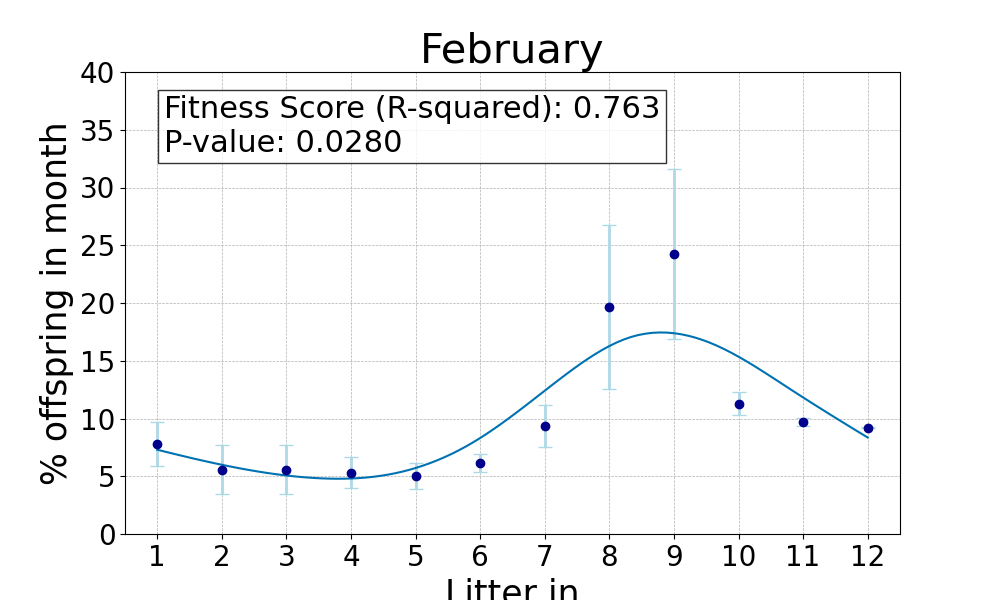 February
Fitness Score (R-squared): 0.763
P-value: 0.0280
% offspring in month
40
35
30
25
20
15
10
5
0
1 2 3 4 5 6 7 8 9 10 11 12
Litter in